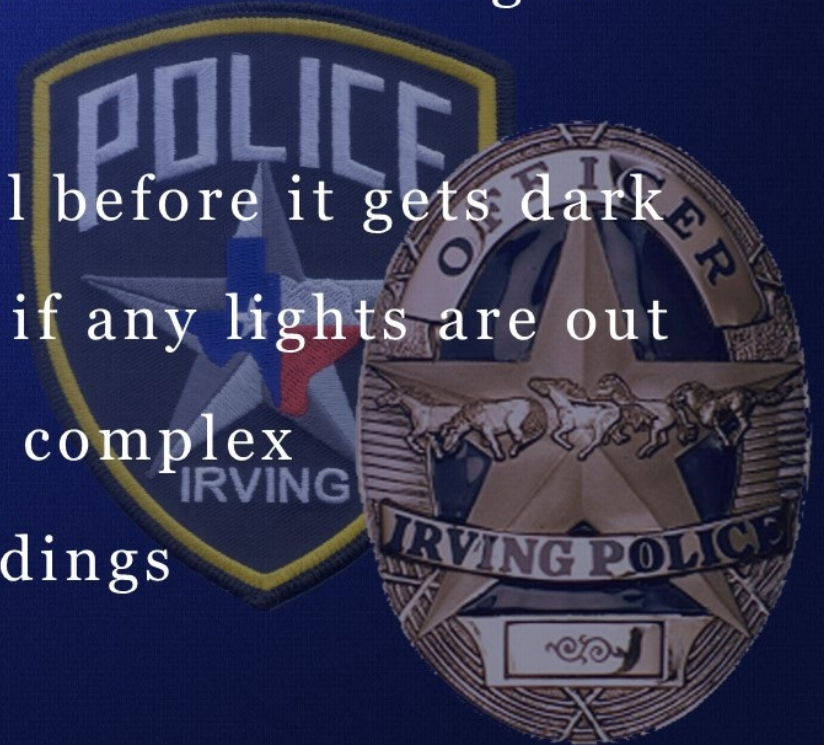 POLICE
OFFICER
l before it gets dark
if any lights are out
complex
IRVING
IRVING POLICE
dings